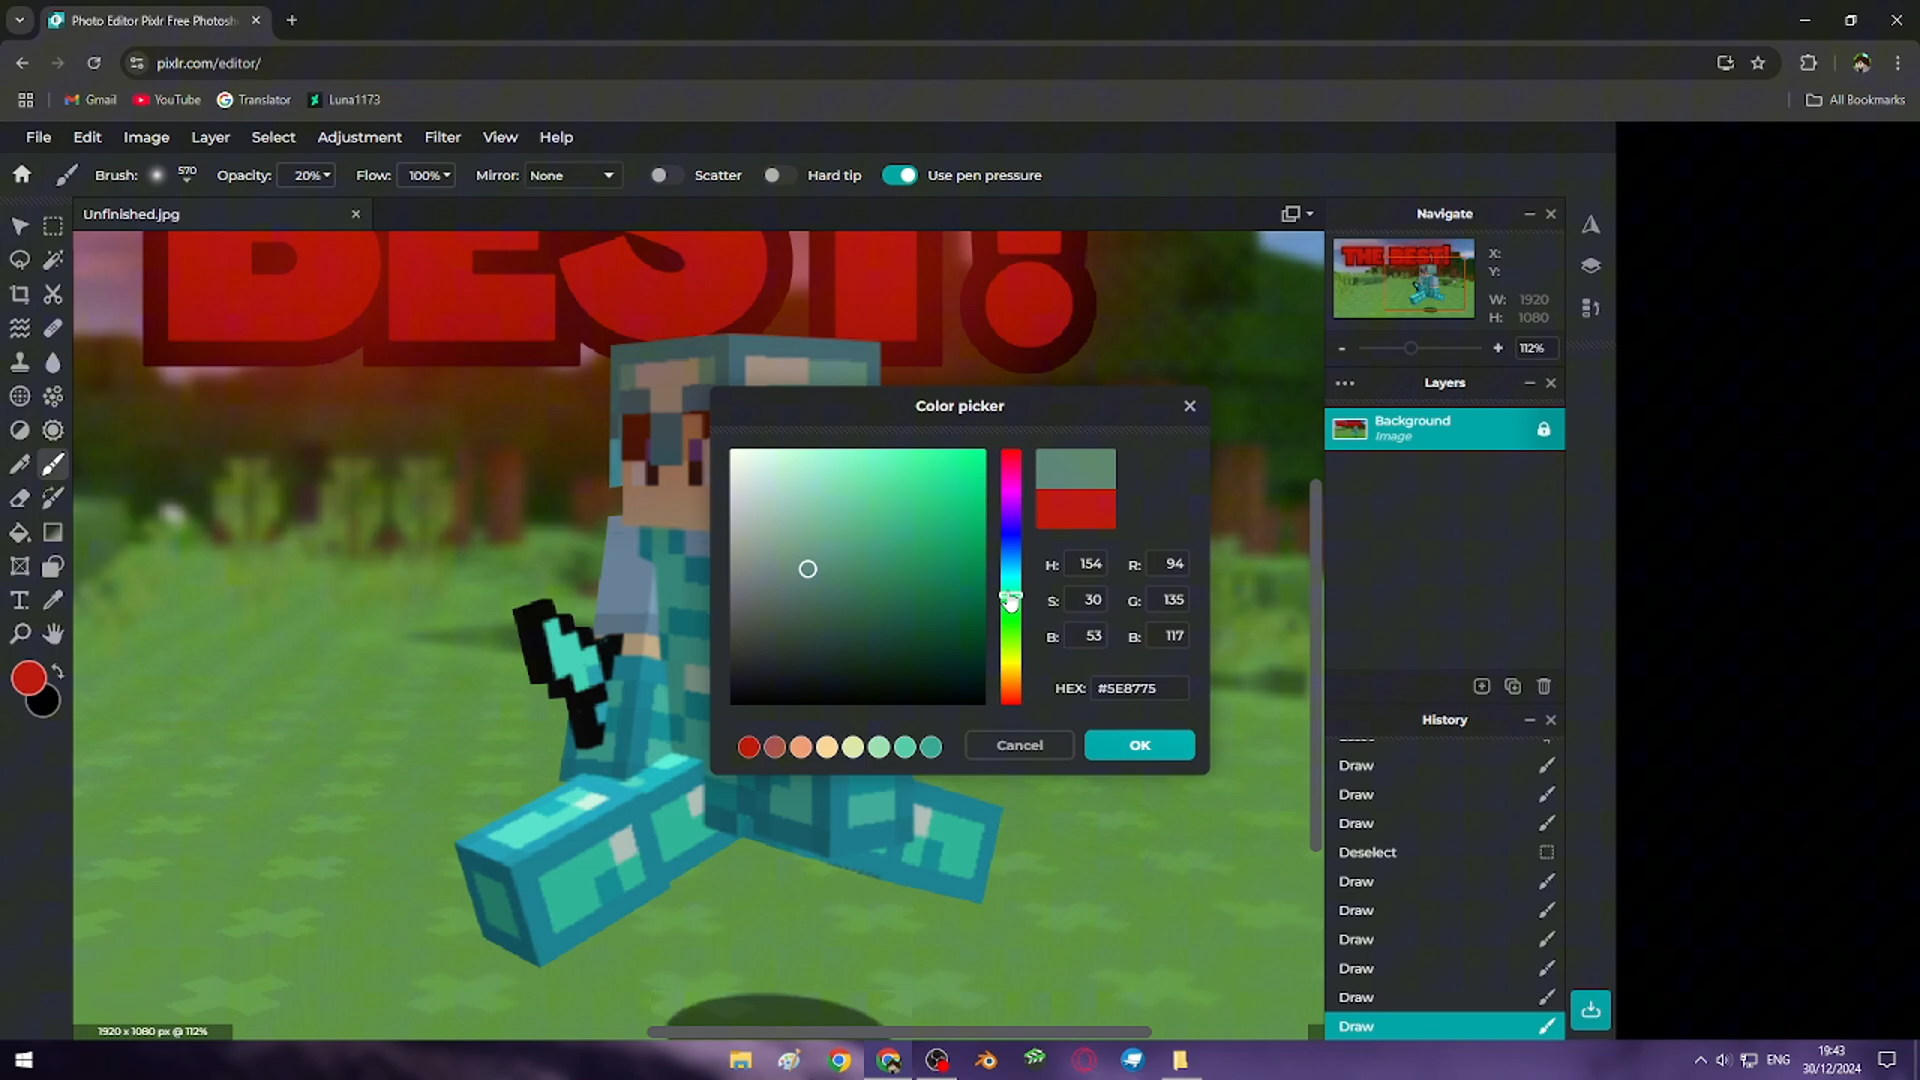 Photo Editor Pixlr Free Photosh
pixlr.com/editor/
Gmail YouTube Translator Luna1173 All Bookmarks
File Edit Image Layer Select Adjustment Filter View Help
Brush: 570 Opacity: 20% Flow: 100% Mirror: None Scatter Hard tip Use pen pressure
Unfinished.jpg
BEST!
Navigate
THE BEST!
X:
Y:
W: 1920
H: 1080
- + 112%
Layers
Background
Image
Color picker
H: 154 R: 94
S: 30 G: 135
B: 53 B: 117
HEX: #5E8775
Cancel OK
History
Draw
Draw
Draw
Deselect
Draw
Draw
Draw
Draw
Draw
Draw
1920 x 1080 px @ 112%
ENG
19:43
30/12/2024